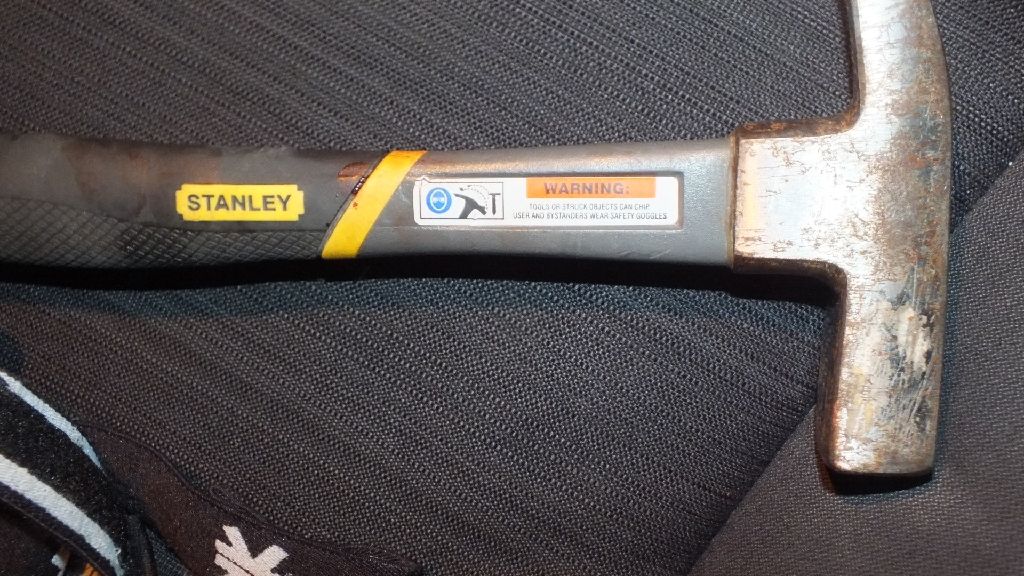 STANLEY
WARNING:
TOOLS OR STRUCK OBJECTS CAN CHIP
USER AND BYSTANDERS WEAR SAFETY GOGGLES